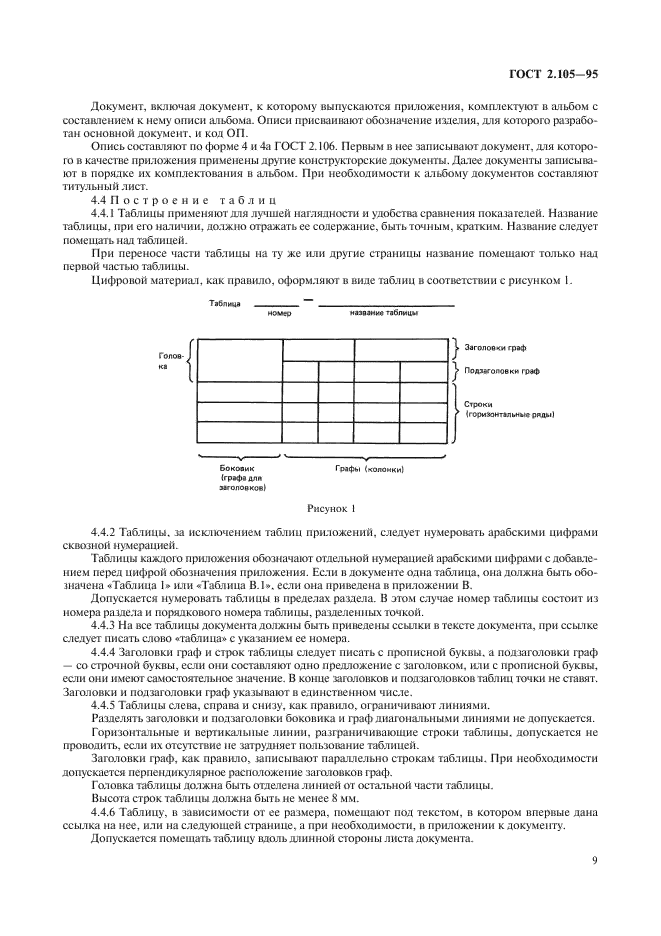 ГОСТ 2.105—95
Документ, включая документ, к которому выпускаются приложения, комплектуют в альбом с
составлением к нему описи альбома. Описи присваивают обозначение изделия, для которого разрабо-
тан основной документ, и код ОП.
Опись составляют по форме 4 и 4а ГОСТ 2.106. Первым в нее записывают документ, для которо-
го в качестве приложения применены другие конструкторские документы. Далее документы записыва-
ют в порядке их комплектования в альбом. При необходимости к альбому документов составляют
титульный лист.
4.4 Построение таблиц
4.4.1 Таблицы применяют для лучшей наглядности и удобства сравнения показателей. Название
таблицы, при его наличии, должно отражать ее содержание, быть точным, кратким. Название следует
помещать над таблицей.
При переносе части таблицы на ту же или другие страницы название помещают только над
первой частью таблицы.
Цифровой материал, как правило, оформляют в виде таблиц в соответствии с рисунком 1.
Таблица ———— — ————————
номер название таблицы
Голов-
ка
Заголовки граф
Подзаголовки граф
Строки
(горизонтальные ряды)
Боковик
(графа для
заголовков)
Графы (колонки)
Рисунок 1
4.4.2 Таблицы, за исключением таблиц приложений, следует нумеровать арабскими цифрами
сквозной нумерацией.
Таблицы каждого приложения обозначают отдельной нумерацией арабскими цифрами с добавле-
нием перед цифрой обозначения приложения. Если в документе одна таблица, она должна быть обо-
значена «Таблица 1» или «Таблица В.1», если она приведена в приложении В.
Допускается нумеровать таблицы в пределах раздела. В этом случае номер таблицы состоит из
номера раздела и порядкового номера таблицы, разделенных точкой.
4.4.3 На все таблицы документа должны быть приведены ссылки в тексте документа, при ссылке
следует писать слово «таблица» с указанием ее номера.
4.4.4 Заголовки граф и строк таблицы следует писать с прописной буквы, а подзаголовки граф
— со строчной буквы, если они составляют одно предложение с заголовком, или с прописной буквы,
если они имеют самостоятельное значение. В конце заголовков и подзаголовков таблиц точки не ставят.
Заголовки и подзаголовки граф указывают в единственном числе.
4.4.5 Таблицы слева, справа и снизу, как правило, ограничивают линиями.
Разделять заголовки и подзаголовки боковика и граф диагональными линиями не допускается.
Горизонтальные и вертикальные линии, разграничивающие строки таблицы, допускается не
проводить, если их отсутствие не затрудняет пользование таблицей.
Заголовки граф, как правило, записывают параллельно строкам таблицы. При необходимости
допускается перпендикулярное расположение заголовков граф.
Головка таблицы должна быть отделена линией от остальной части таблицы.
Высота строк таблицы должна быть не менее 8 мм.
4.4.6 Таблицу, в зависимости от ее размера, помещают под текстом, в котором впервые дана
ссылка на нее, или на следующей странице, а при необходимости, в приложении к документу.
Допускается помещать таблицу вдоль длинной стороны листа документа.
9